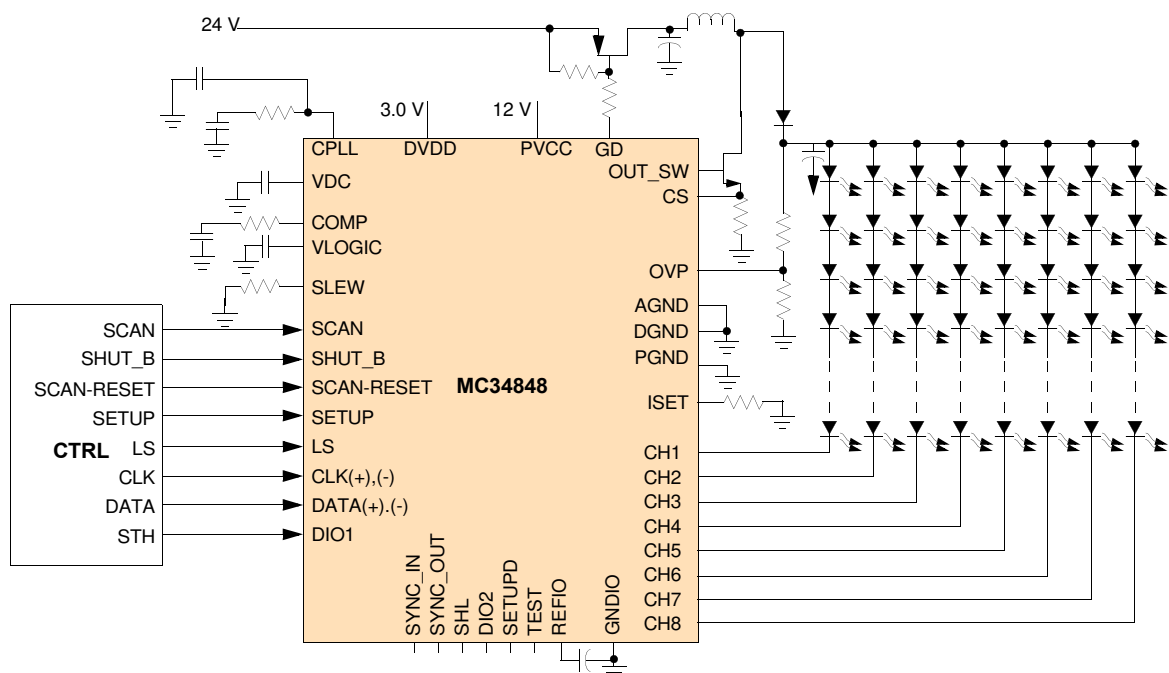 24 V
3.0 V
12 V
CPLL
DVDD
PVCC
GD
VDC
COMP
VLOGIC
SLEW
SCAN
SHUT_B
SCAN-RESET
SETUP
LS
CLK(+),(-)
DATA(+).(-)
DIO1
MC34848
OUT_SW
CS
OVP
AGND
DGND
PGND
ISET
CH1
CH2
CH3
CH4
CH5
CH6
CH7
CH8
SCAN
SHUT_B
SCAN-RESET
SETUP
CTRL
LS
CLK
DATA
STH
SYNC_IN
SYNC_OUT
SHL
DIO2
SETUPD
TEST
REFIO
GNDIO